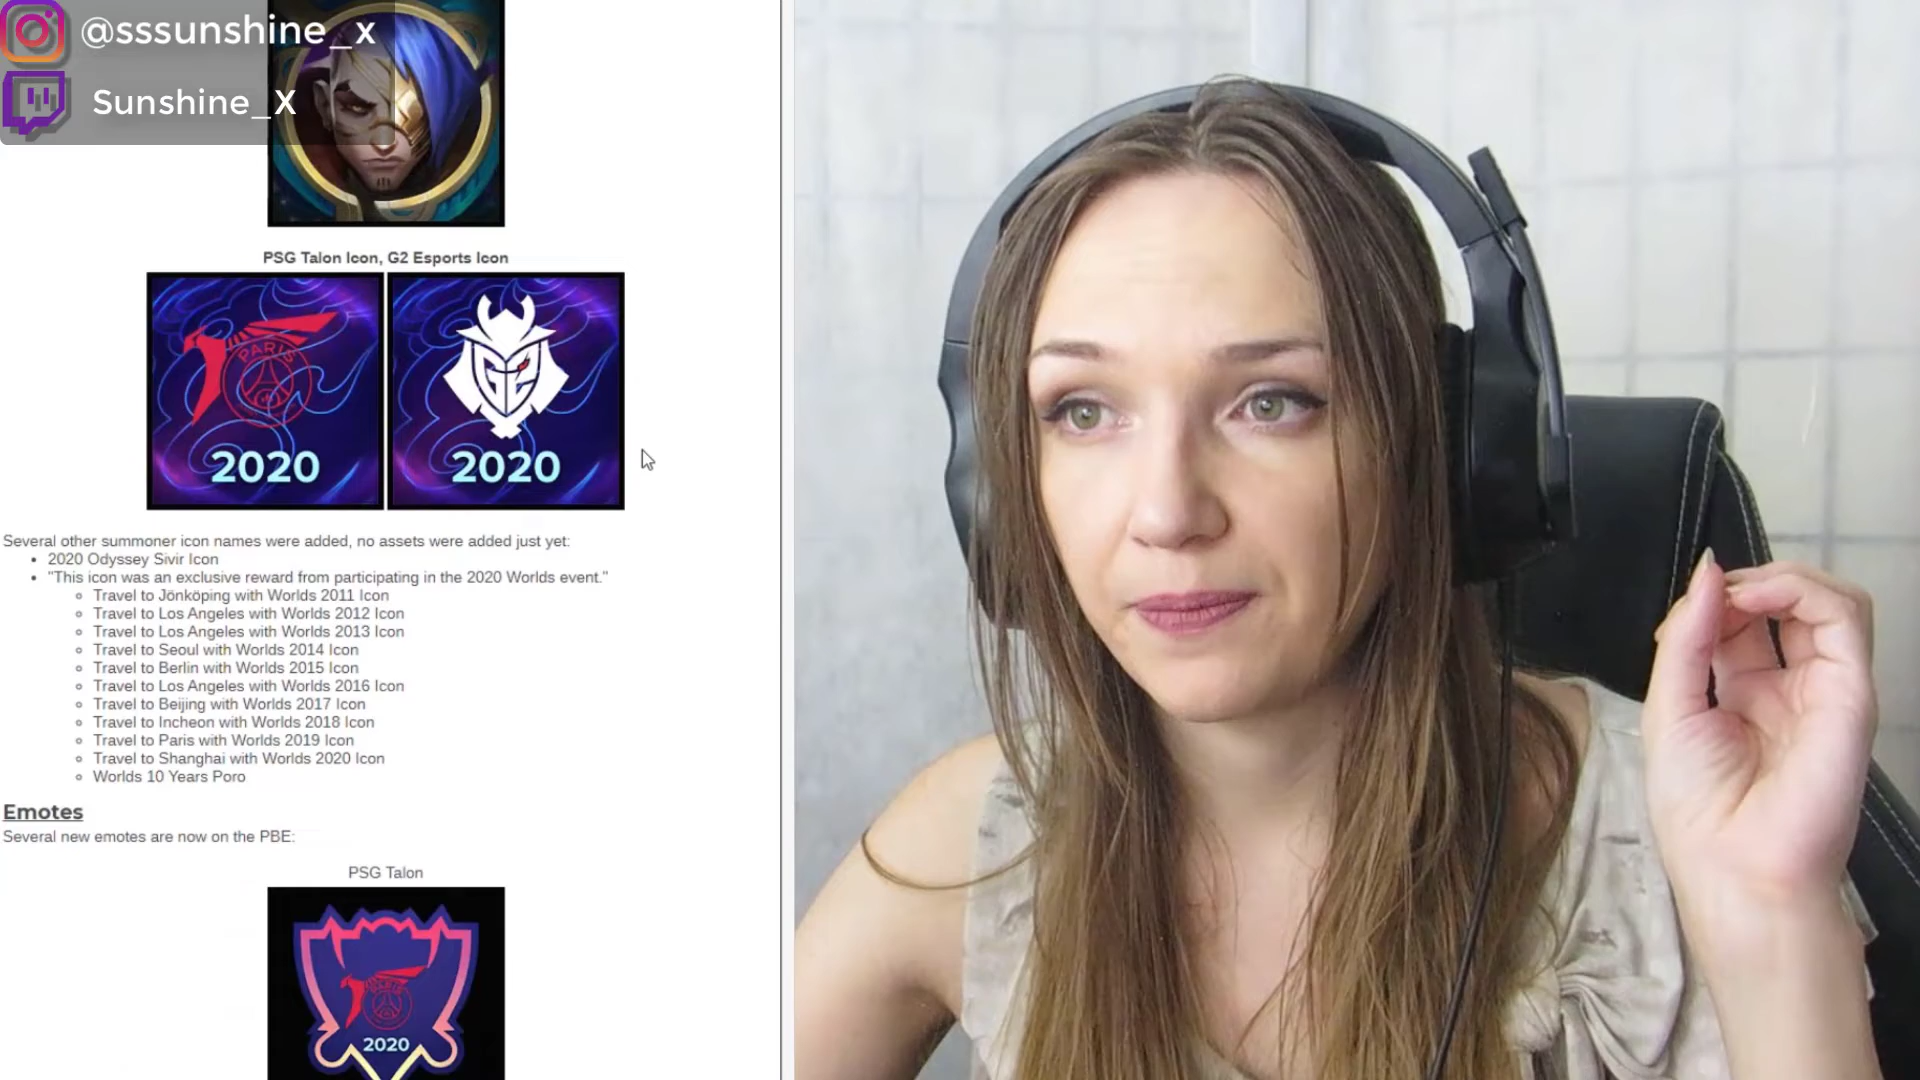 @sssunshine_x
Sunshine_X
PSG Talon Icon, G2 Esports Icon
PARIS
2020
G2
2020
Several other summoner icon names were added, no assets were added just yet:
2020 Odyssey Sivir Icon
"This icon was an exclusive reward from participating in the 2020 Worlds event."
Travel to Jönköping with Worlds 2011 Icon
Travel to Los Angeles with Worlds 2012 Icon
Travel to Los Angeles with Worlds 2013 Icon
Travel to Seoul with Worlds 2014 Icon
Travel to Berlin with Worlds 2015 Icon
Travel to Los Angeles with Worlds 2016 Icon
Travel to Beijing with Worlds 2017 Icon
Travel to Incheon with Worlds 2018 Icon
Travel to Paris with Worlds 2019 Icon
Travel to Shanghai with Worlds 2020 Icon
Worlds 10 Years Poro
Emotes
Several new emotes are now on the PBE:
PSG Talon
PARIS
2020